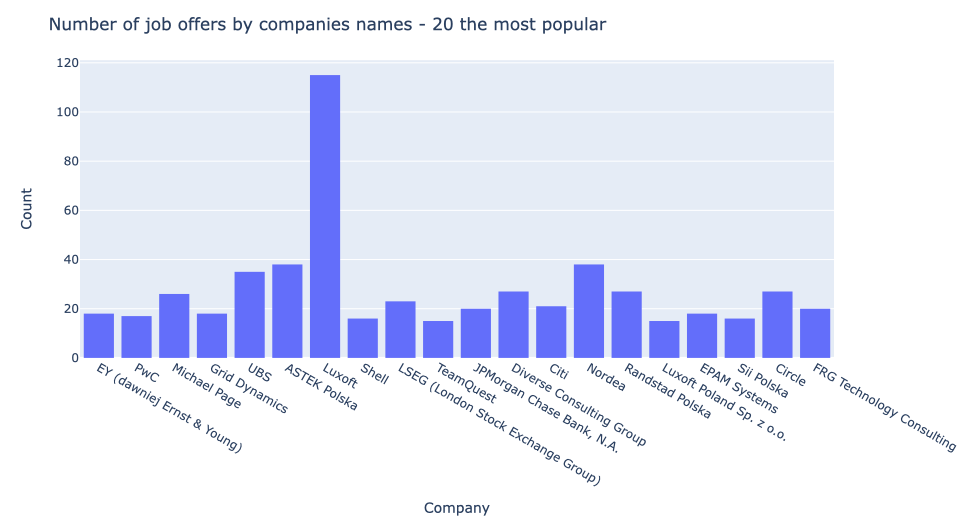 Number of job offers by companies names - 20 the most popular
120
100
80
60
40
20
0
Count
EY (dawniej Ernst & Young)
PwC
Michael Page
Grid Dynamics
UBS
ASTEK Polska
Luxoft
Shell
LSEG (London Stock Exchange Group)
TeamQuest
JPMorgan Chase Bank, N.A.
Diverse Consulting Group
Citi
Nordea
Randstad Polska
Luxoft Poland Sp. z o.o.
EPAM Systems
Sii Polska
Circle
FRG Technology Consulting
Company